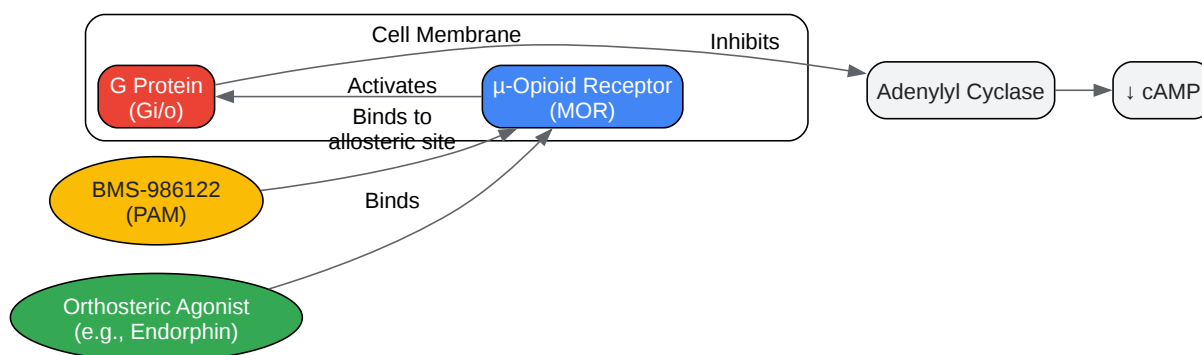 Cell Membrane
Inhibits
G Protein
(Gi/o)
Activates
µ-Opioid Receptor
(MOR)
Adenylyl Cyclase
↓ cAMP
Binds to
allosteric site
BMS-986122
(PAM)
Binds
Orthosteric Agonist
(e.g., Endorphin)